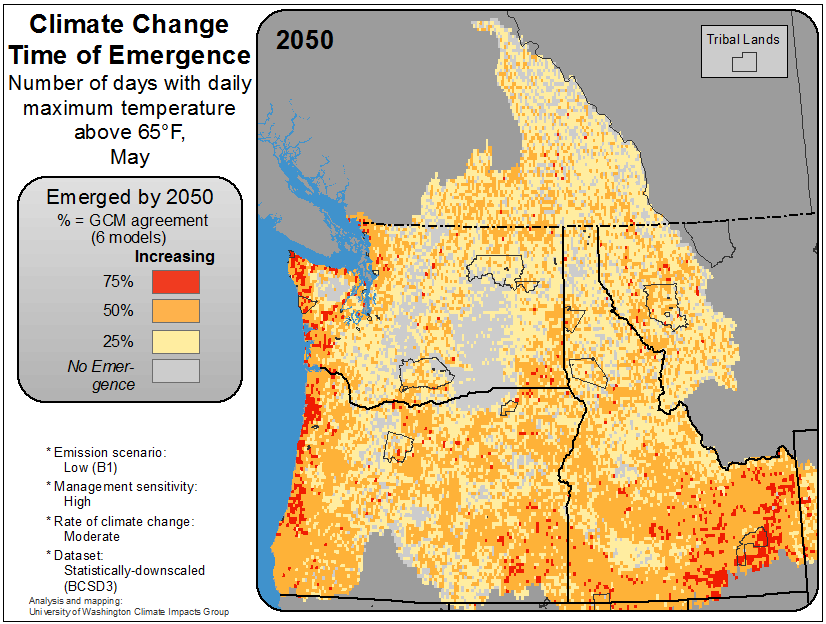 Climate Change
Time of Emergence
Number of days with daily
maximum temperature
above 65°F,
May
Emerged by 2050
% = GCM agreement
(6 models)
Increasing
75%
50%
25%
No Emer-
gence
* Emission scenario:
Low (B1)
* Management sensitivity:
High
* Rate of climate change:
Moderate
* Dataset:
Statistically-downscaled
(BCSD3)
Analysis and mapping:
University of Washington Climate Impacts Group
2050
Tribal Lands